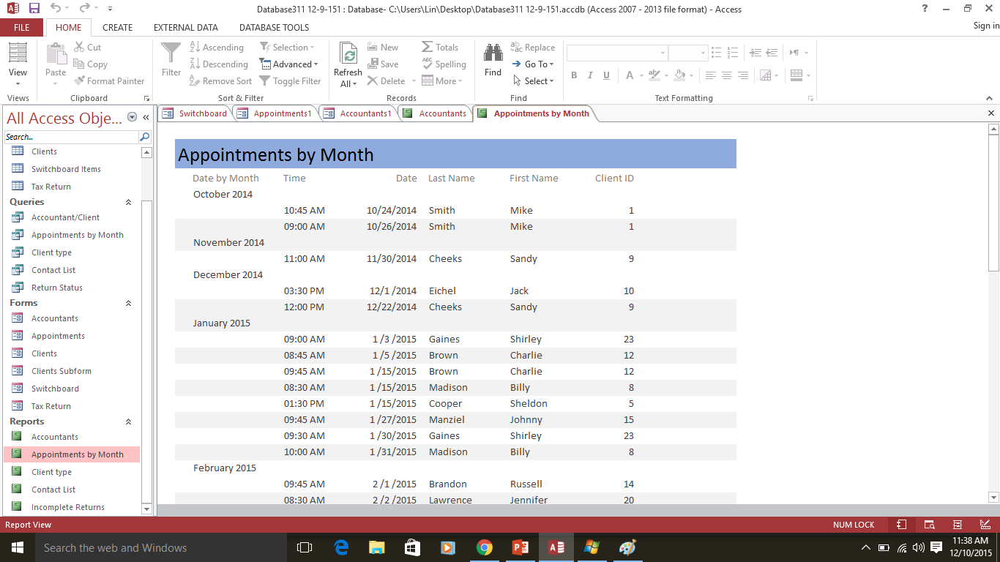 Database311 12-9-151 : Database- C:\Users\Lin\Desktop\Database311 12-9-151.accdb (Access 2007 - 2013 file format) - Access
FILE HOME CREATE EXTERNAL DATA DATABASE TOOLS Sign in
View
Views
Paste
Cut
Copy
Format Painter
Clipboard
Filter
Ascending
Descending
Remove Sort
Selection
Advanced
Toggle Filter
Sort & Filter
Refresh
All
New
Save
Delete
Totals
Spelling
More
Records
Find
Replace
Go To
Select
Find
B I U A
Text Formatting
All Access Obje...
Search...
Clients
Switchboard Items
Tax Return
Queries
Accountant/Client
Appointments by Month
Client type
Contact List
Return Status
Forms
Accountants
Appointments
Clients
Clients Subform
Switchboard
Tax Return
Reports
Accountants
Appointments by Month
Client type
Contact List
Incomplete Returns
Switchboard Appointments1 Accountants1 Accountants Appointments by Month
Appointments by Month
Date by Month Time Date Last Name First Name Client ID
October 2014
10:45 AM 10/24/2014 Smith Mike 1
09:00 AM 10/26/2014 Smith Mike 1
November 2014
11:00 AM 11/30/2014 Cheeks Sandy 9
December 2014
03:30 PM 12/1 /2014 Eichel Jack 10
12:00 PM 12/22/2014 Cheeks Sandy 9
January 2015
09:00 AM 1 /3 /2015 Gaines Shirley 23
08:45 AM 1 /5 /2015 Brown Charlie 12
09:45 AM 1 /15/2015 Brown Charlie 12
08:30 AM 1 /15/2015 Madison Billy 8
01:30 PM 1 /15/2015 Cooper Sheldon 5
09:45 AM 1 /27/2015 Manziel Johnny 15
09:30 AM 1 /30/2015 Gaines Shirley 23
10:00 AM 1 /31/2015 Madison Billy 8
February 2015
09:45 AM 2 /1 /2015 Brandon Russell 14
08:30 AM 2 /2 /2015 Lawrence Jennifer 20
Report View NUM LOCK
Search the web and Windows
11:38 AM
12/10/2015